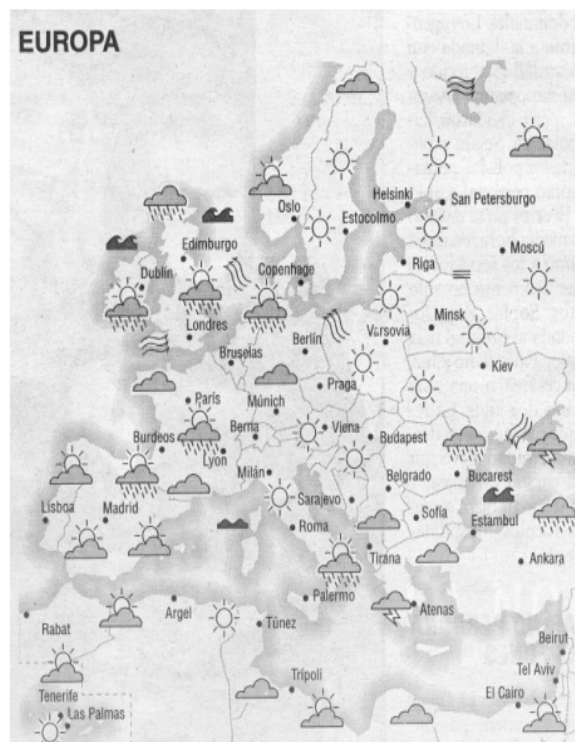 EUROPA
Oslo
Helsinki
San Petersburgo
Estocolmo
Edimburgo
Moscú
Dublín
Copenhage
Riga
Londres
Berlín
Varsovia
Minsk
Bruselas
Kiev
París
Praga
Múnich
Burdeos
Berna
Viena
Budapest
Lyon
Milán
Belgrado
Bucarest
Lisboa
Madrid
Sarajevo
Sofía
Estambul
Roma
Tirana
Ankara
Palermo
Atenas
Rabat
Argel
Túnez
Beirut
Trípoli
Tel Aviv
Tenerife
El Cairo
Las Palmas